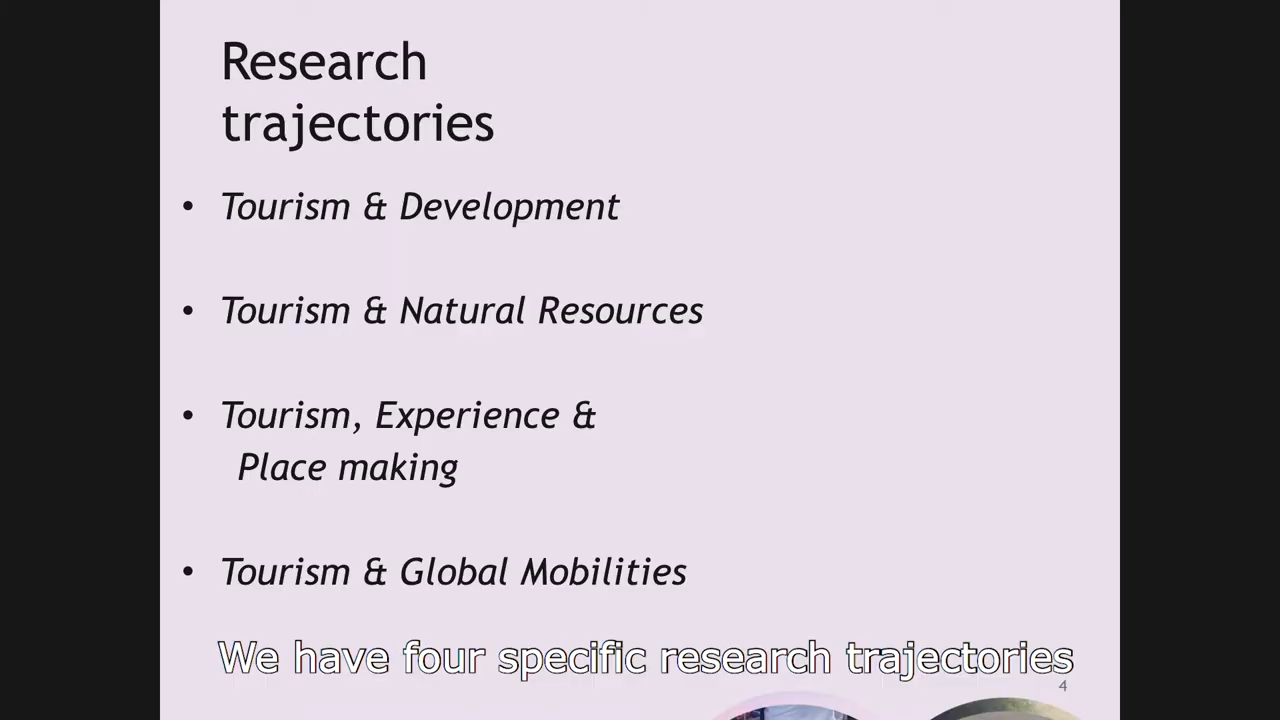 Research
trajectories
• Tourism & Development
• Tourism & Natural Resources
• Tourism, Experience &
Place making
• Tourism & Global Mobilities
We have four specific research trajectories
4